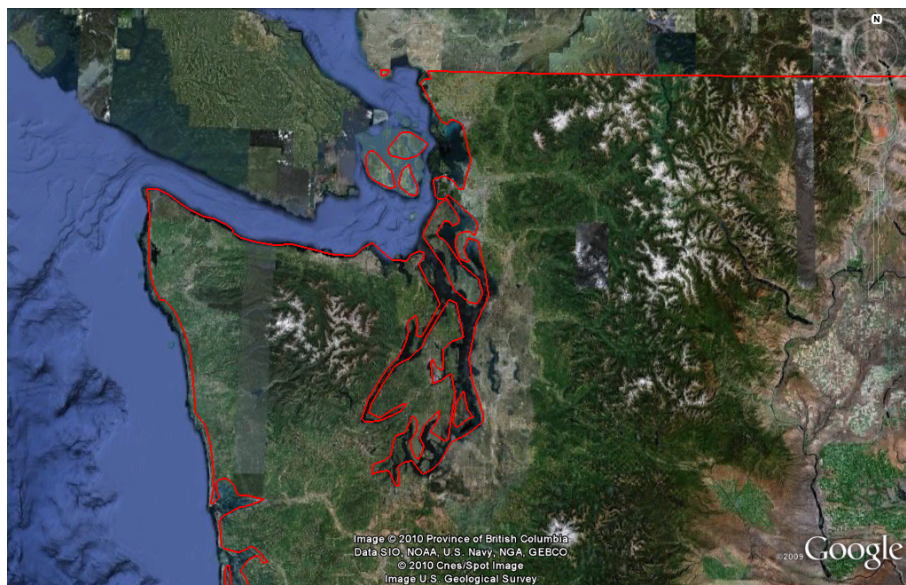 N
Image © 2010 Province of British Columbia
Data SIO, NOAA, U.S. Navy, NGA, GEBCO
© 2010 Cnes/Spot Image
Image U.S. Geological Survey
©2009 Google